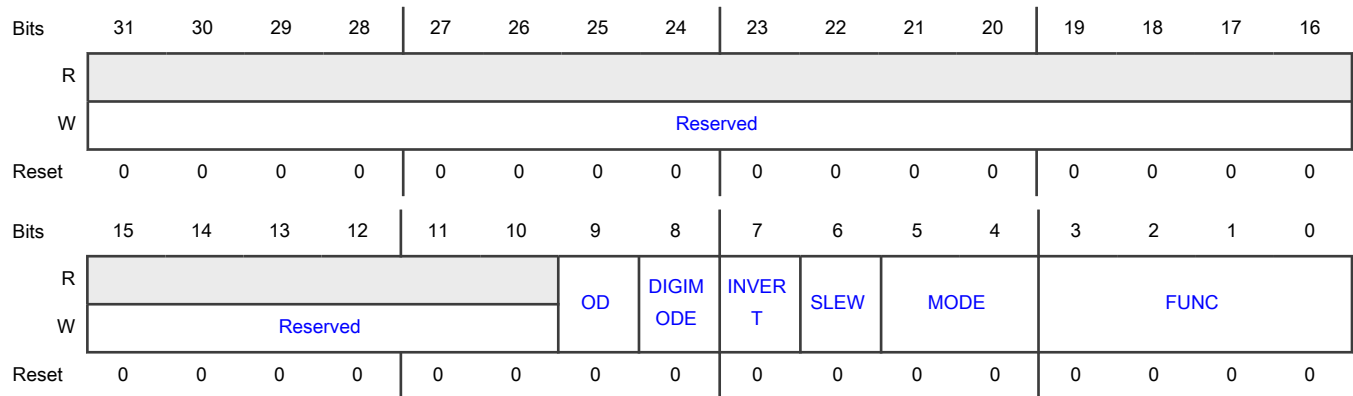 Bits 31 30 29 28 27 26 25 24 23 22 21 20 19 18 17 16
R
W Reserved
Reset 0 0 0 0 0 0 0 0 0 0 0 0 0 0 0 0
Bits 15 14 13 12 11 10 9 8 7 6 5 4 3 2 1 0
R
W Reserved
OD
DIGIM
ODE
INVER
T
SLEW
MODE
FUNC
Reset 0 0 0 0 0 0 0 0 0 0 0 0 0 0 0 0